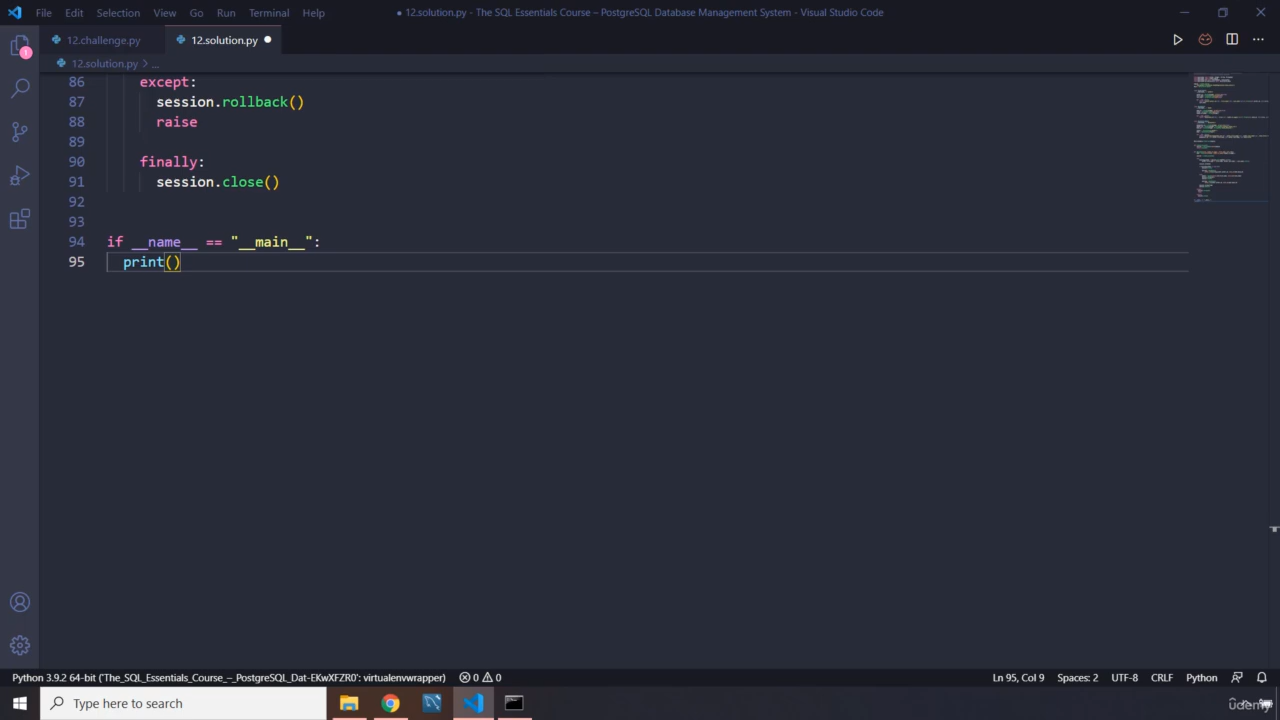 File Edit Selection View Go Run Terminal Help
● 12.solution.py - The SQL Essentials Course – PostgreSQL Database Management System - Visual Studio Code
12.challenge.py 12.solution.py
1
12.solution.py > ...
86 except:
87 session.rollback()
88 raise
89
90 finally:
91 session.close()
92
93
94 if __name__ == "__main__":
95 print()
Python 3.9.2 64-bit ('The_SQL_Essentials_Course_–_PostgreSQL_Dat-EKwXFZR0': virtualenvwrapper) 0 0 Ln 95, Col 9 Spaces: 2 UTF-8 CRLF Python
Type here to search
udemy